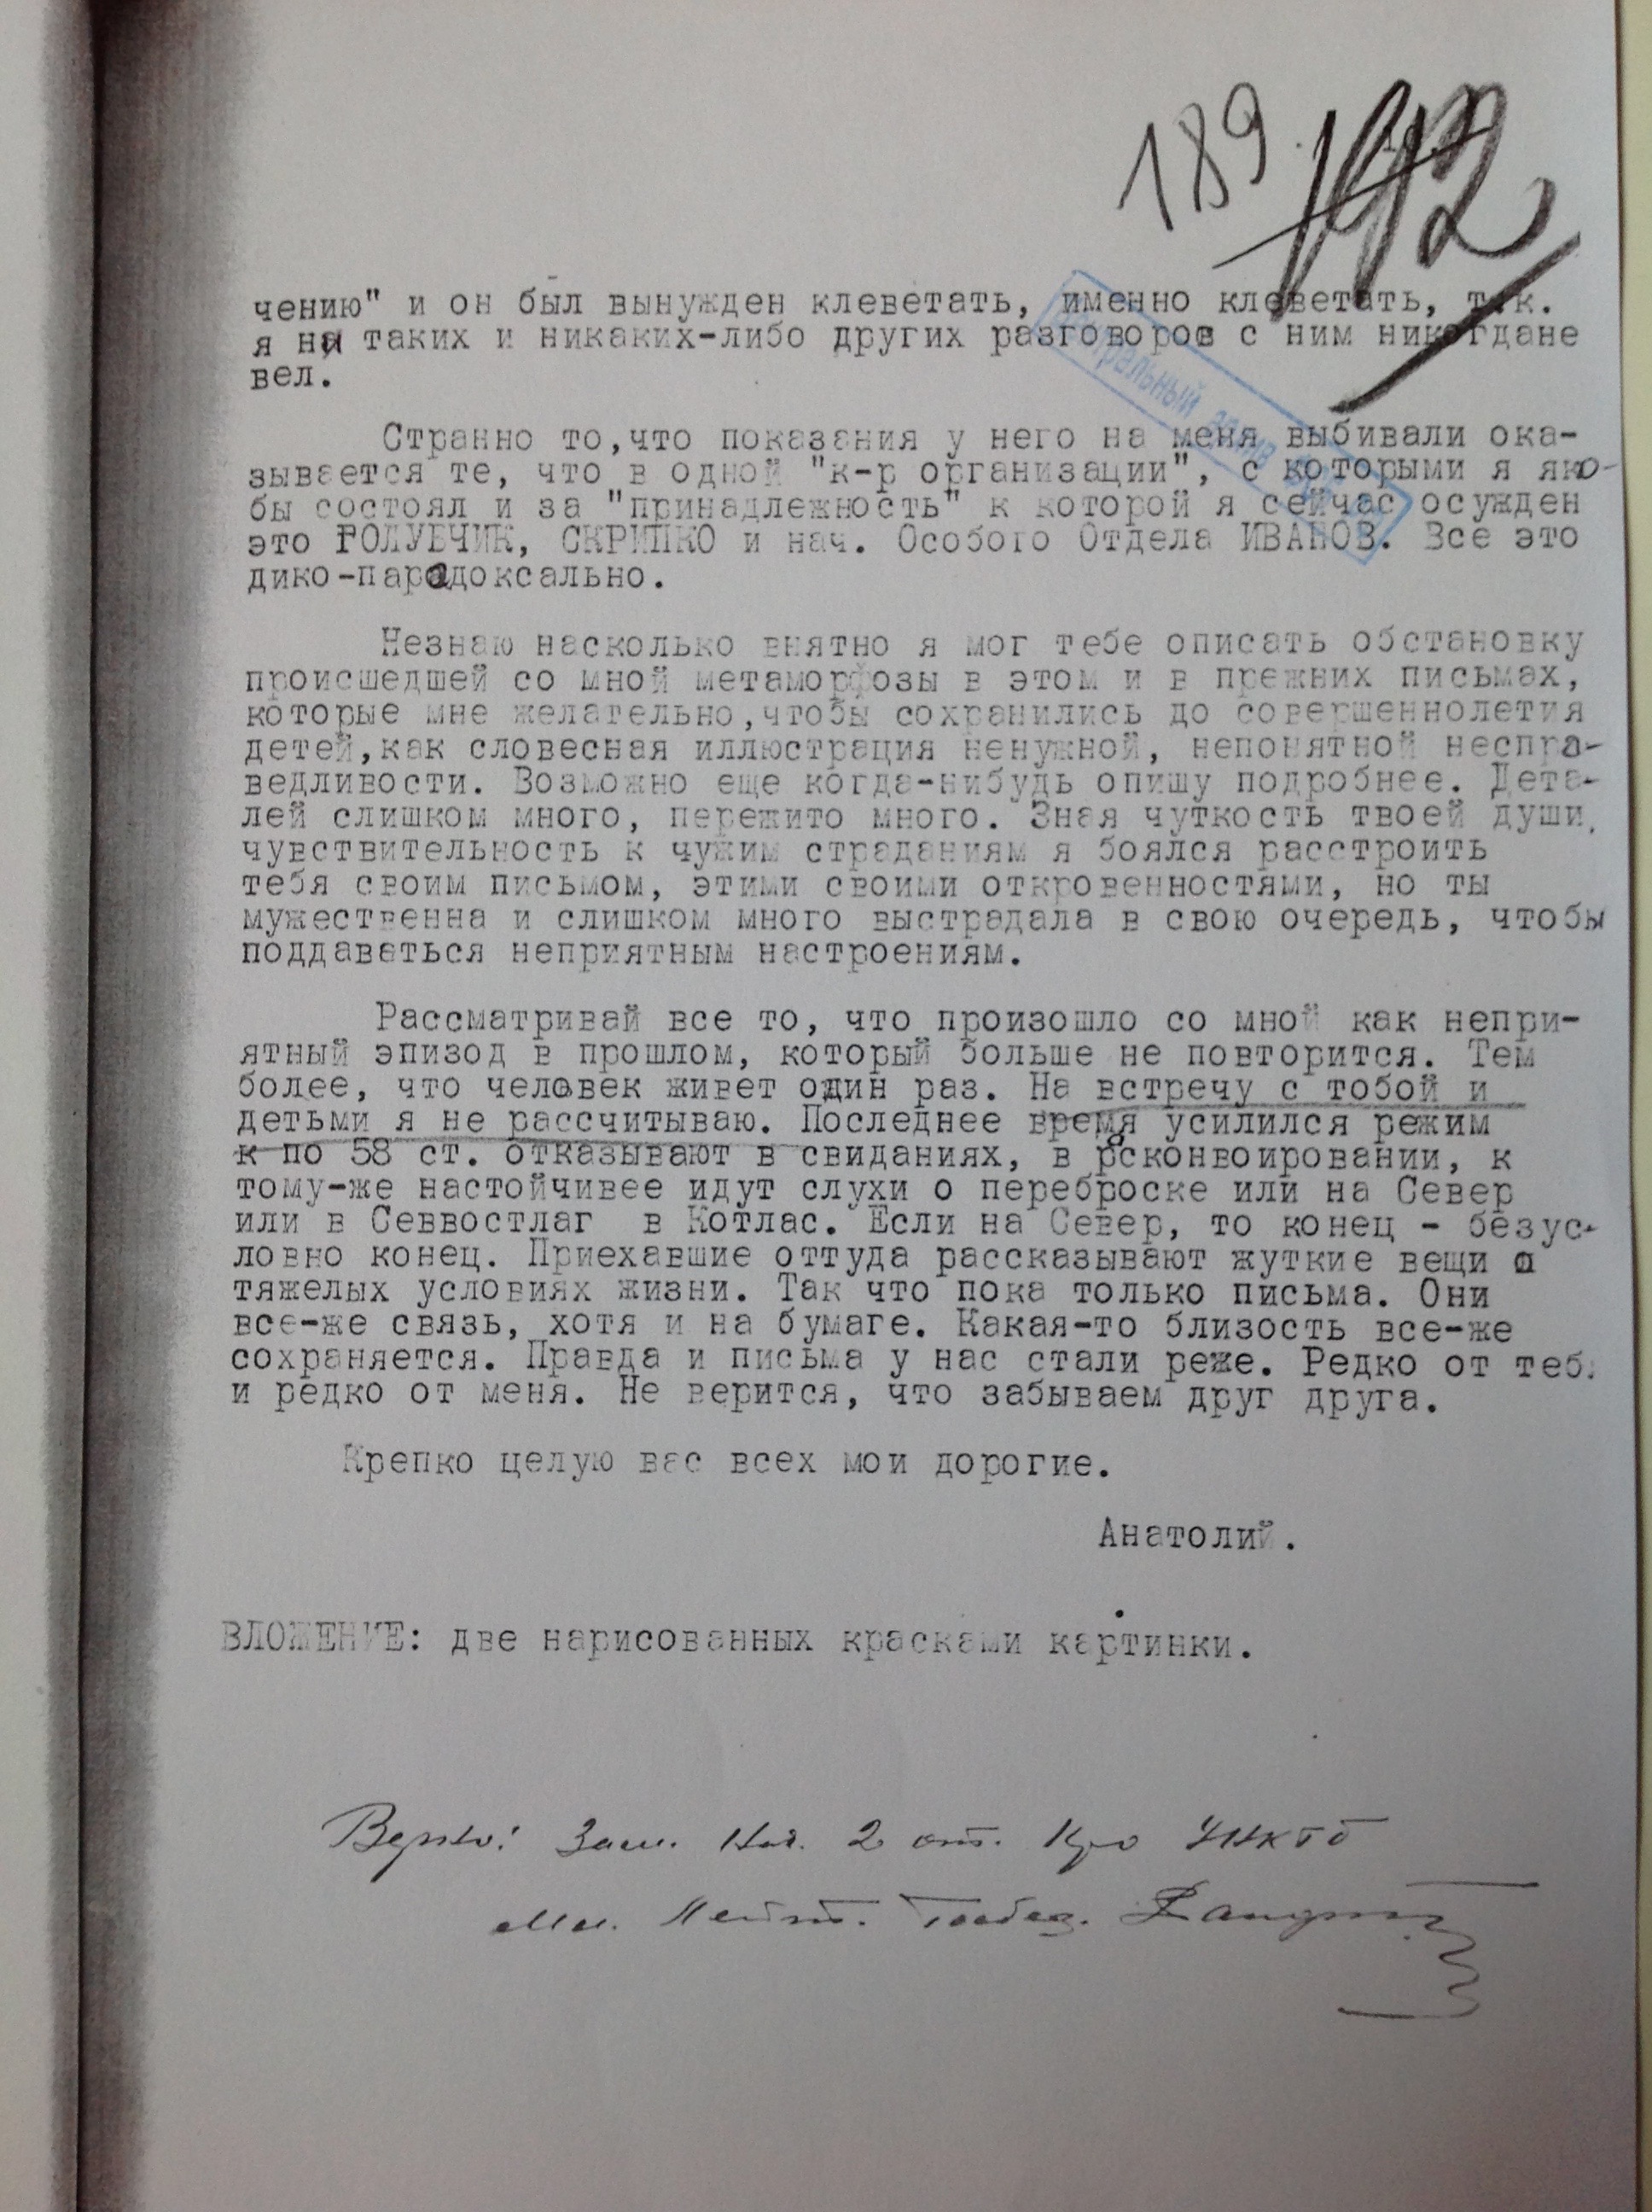 189
192
чению" и он был вынужден клеветать, именно клеветать, т.к.
я ни таких и никаких-либо других разговоров с ним никогдане
вел.
Странно то,что показания у него на меня выбивали ока-
зывается те, что в одной "к-р организации", с которыми я яко-
бы состоял и за "принадлежность" к которой я сейчас осужден
это ГОЛУБЧИК, СКРИПКО и нач. Особого Отдела ИВАНОВ. Все это
дико-парадоксально.
Незнаю насколько внятно я мог тебе описать обстановку
происшедшей со мной метаморфозы в этом и в прежних письмах,
которые мне желательно,чтобы сохранились до совершеннолетия
детей,как словесная иллюстрация ненужной, непонятной неспра-
ведливости. Возможно еще когда-нибудь опишу подробнее. Дета-
лей слишком много, пережито много. Зная чуткость твоей души,
чувствительность к чужим страданиям я боялся расстроить
тебя своим письмом, этими своими откровенностями, но ты
мужественна и слишком много выстрадала в свою очередь, чтобы
поддаваться неприятным настроениям.
Рассматривай все то, что произошло со мной как непри-
ятный эпизод в прошлом, который больше не повторится. Тем
более, что человек живет один раз. На встречу с тобой и
детьми я не рассчитываю. Последнее время усилился режим
к по 58 ст. отказывают в свиданиях, в рсконвоировании, к
тому-же настойчивее идут слухи о переброске или на Север
или в Севвостлаг в Котлас. Если на Север, то конец - безус-
ловно конец. Приехавшие оттуда рассказывают жуткие вещи о
тяжелых условиях жизни. Так что пока только письма. Они
все-же связь, хотя и на бумаге. Какая-то близость все-же
сохраняется. Правда и письма у нас стали реже. Редко от теб
и редко от меня. Не верится, что забываем друг друга.
Крепко целую вас всех мои дорогие.
Анатолий.
ВЛОЖЕНИЕ: две нарисованных красками картинки.
Верно: Зам. Нач. 2 от. Кро УНКГБ
Мл. Лейт. Госбез.